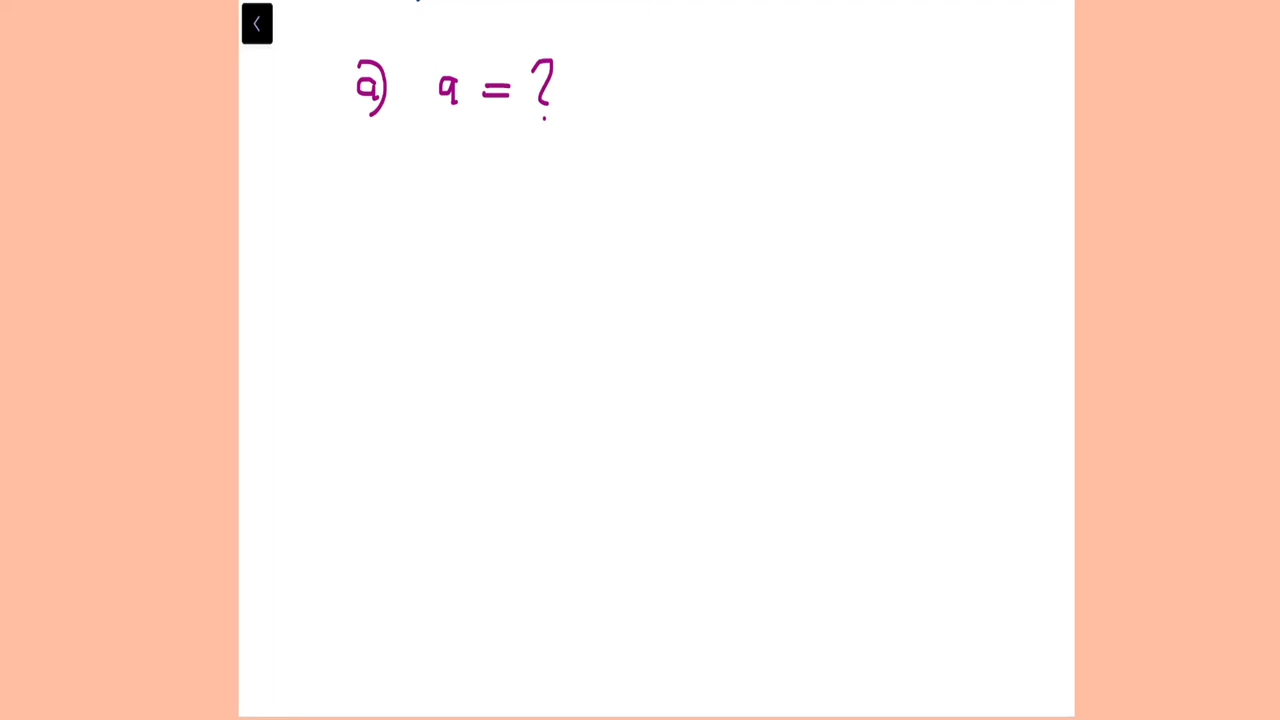 a) a = ?